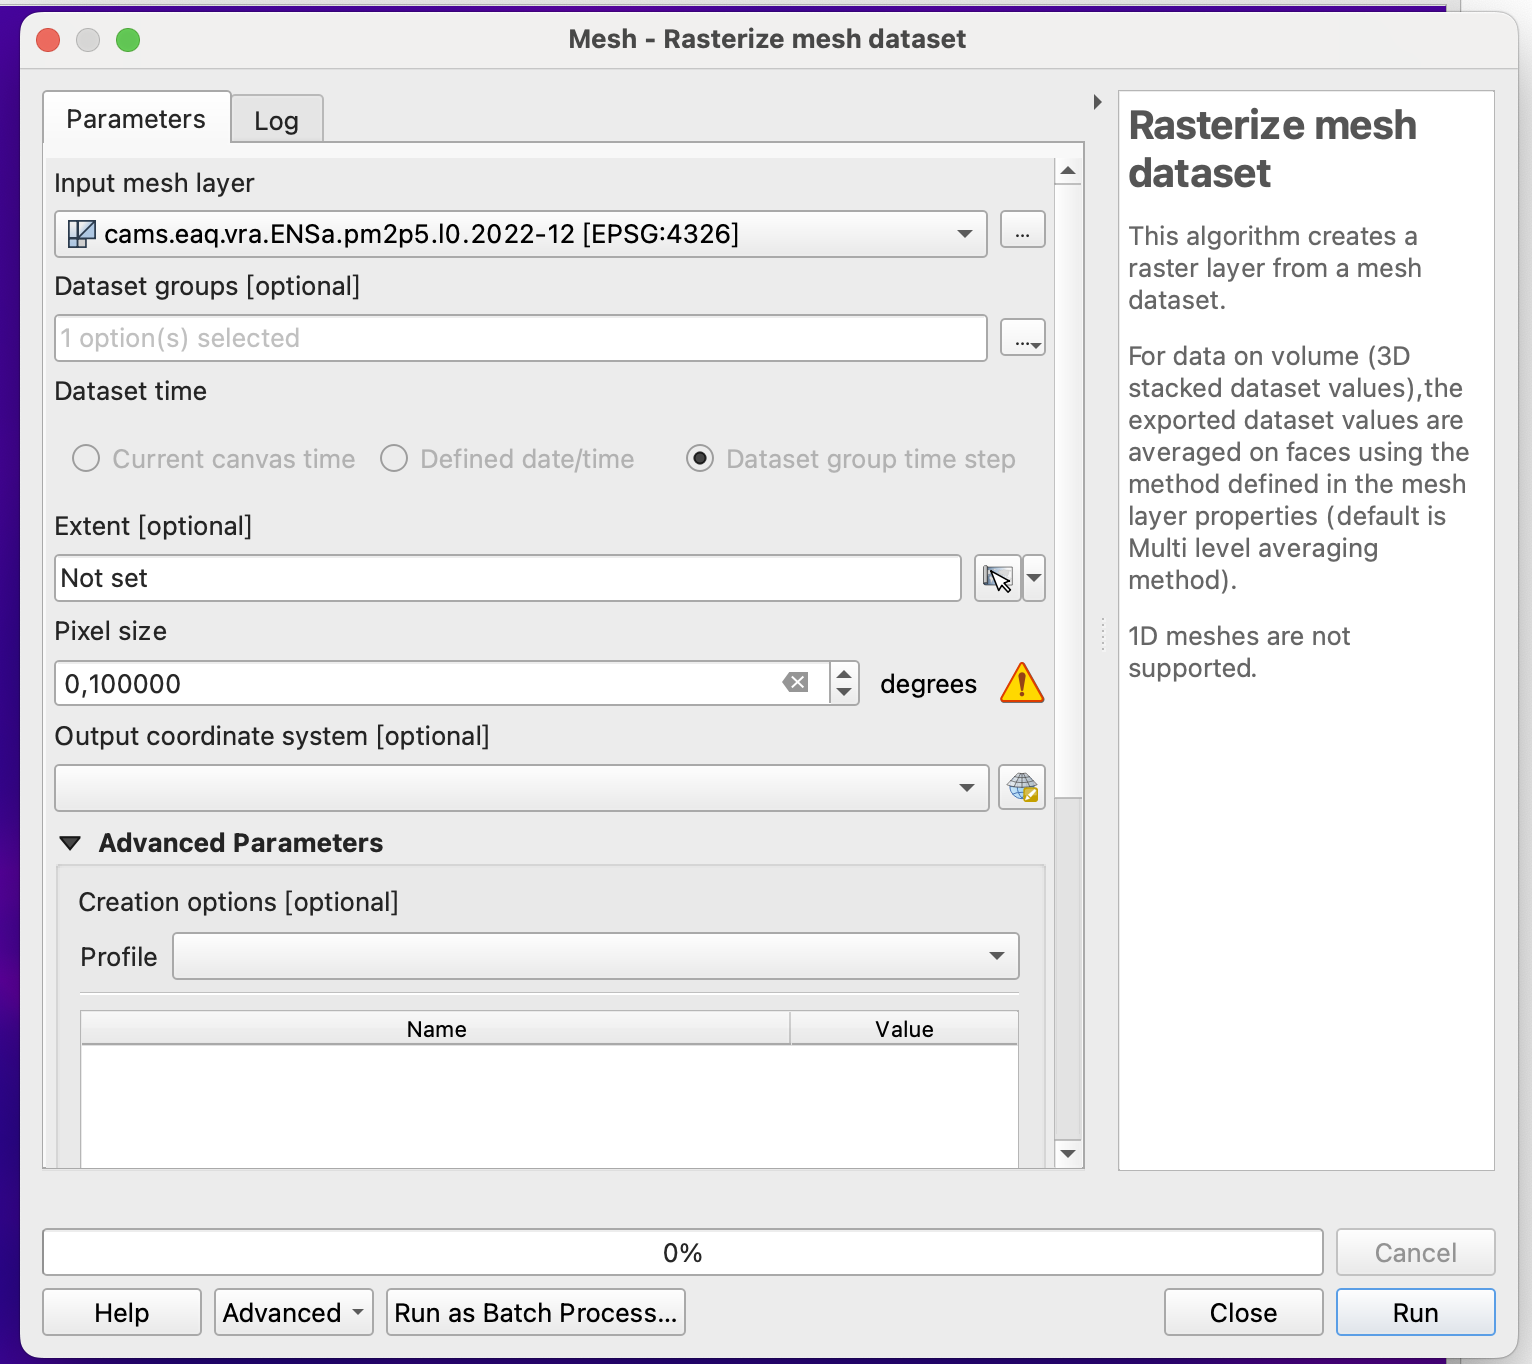 Mesh - Rasterize mesh dataset
Parameters
Log
Input mesh layer
cams.eaq.vra.ENSa.pm2p5.l0.2022-12 [EPSG:4326]
...
Dataset groups [optional]
1 option(s) selected
...
Dataset time
Current canvas time
Defined date/time
Dataset group time step
Extent [optional]
Not set
Pixel size
0,100000
degrees
Output coordinate system [optional]
Advanced Parameters
Creation options [optional]
Profile
Name
Value
Rasterize mesh
dataset
This algorithm creates a
raster layer from a mesh
dataset.
For data on volume (3D
stacked dataset values),the
exported dataset values are
averaged on faces using the
method defined in the mesh
layer properties (default is
Multi level averaging
method).
1D meshes are not
supported.
0%
Cancel
Help
Advanced
Run as Batch Process...
Close
Run